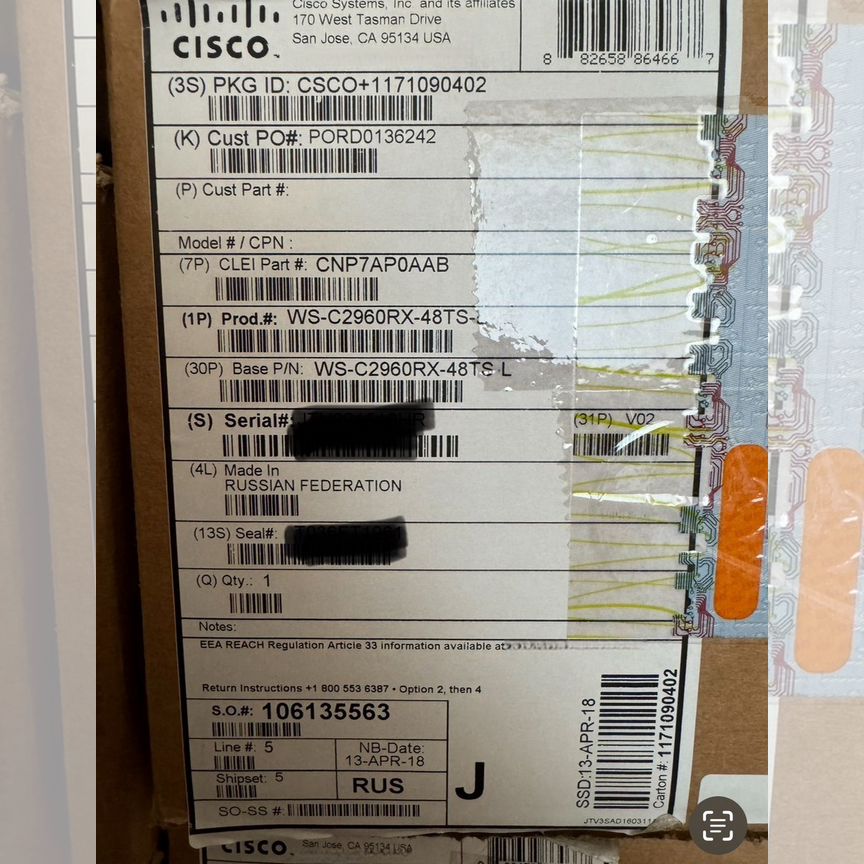 Cisco Systems, Inc. and its affiliates
170 West Tasman Drive
San Jose, CA 95134 USA
CISCO
8 82658 86466 7
(3S) PKG ID: CSCO+1171090402
(K) Cust PO#: PORD0136242
(P) Cust Part #:
Model # / CPN :
(7P) CLEI Part #: CNP7AP0AAB
(1P) Prod.#: WS-C2960RX-48TS-
(30P) Base P/N: WS-C2960RX-48TS-L
(S) Serial#:
(31P) V02
(4L) Made In
RUSSIAN FEDERATION
(13S) Seal#:
(Q) Qty.: 1
Notes:
EEA REACH Regulation Article 33 information available at
Return Instructions +1 800 553 6387 • Option 2, then 4
S.O.#: 106135563
Line #: 5
NB-Date:
13-APR-18
Shipset: 5
RUS
SO-SS #:
J
SSD:13-APR-18
Carton #: 1171090402
CISCO
San Jose, CA 95134 USA